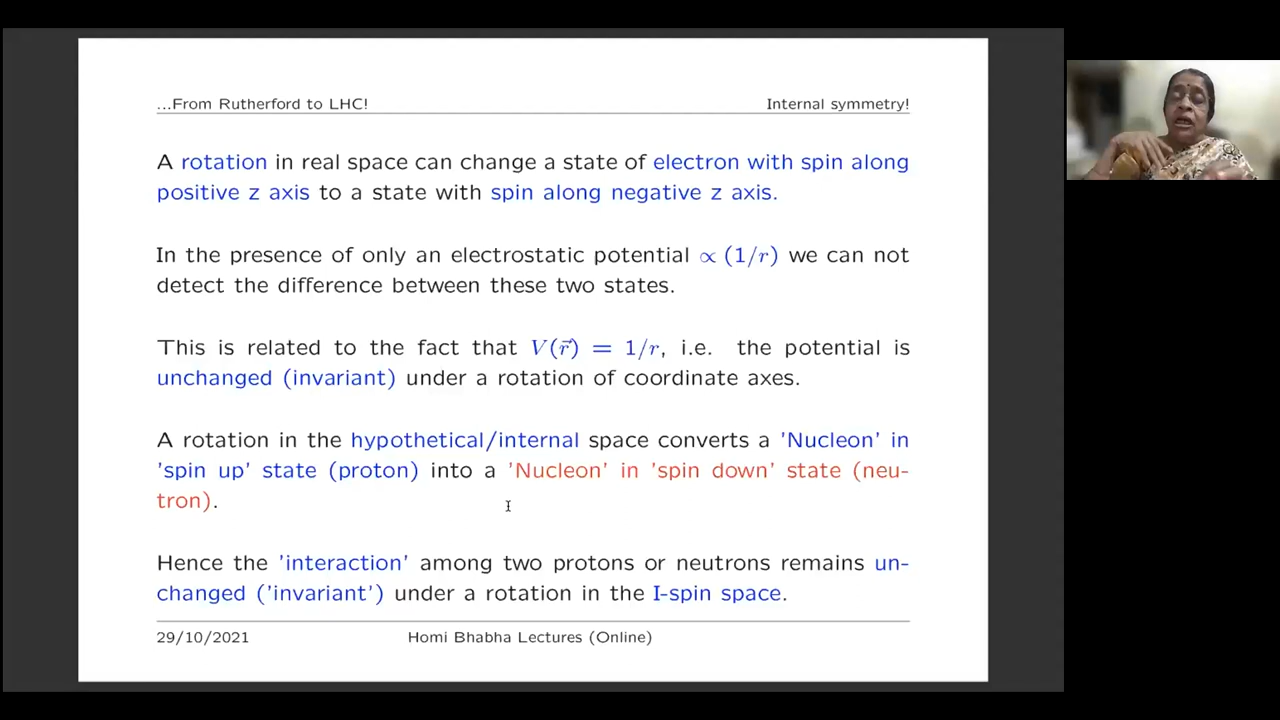 ...From Rutherford to LHC! Internal symmetry!
A rotation in real space can change a state of electron with spin along
positive z axis to a state with spin along negative z axis.
In the presence of only an electrostatic potential ∝ (1/r) we can not
detect the difference between these two states.
This is related to the fact that V(r⃗) = 1/r, i.e. the potential is
unchanged (invariant) under a rotation of coordinate axes.
A rotation in the hypothetical/internal space converts a 'Nucleon' in
'spin up' state (proton) into a 'Nucleon' in 'spin down' state (neu-
tron).
Hence the 'interaction' among two protons or neutrons remains un-
changed ('invariant') under a rotation in the I-spin space.
29/10/2021 Homi Bhabha Lectures (Online)